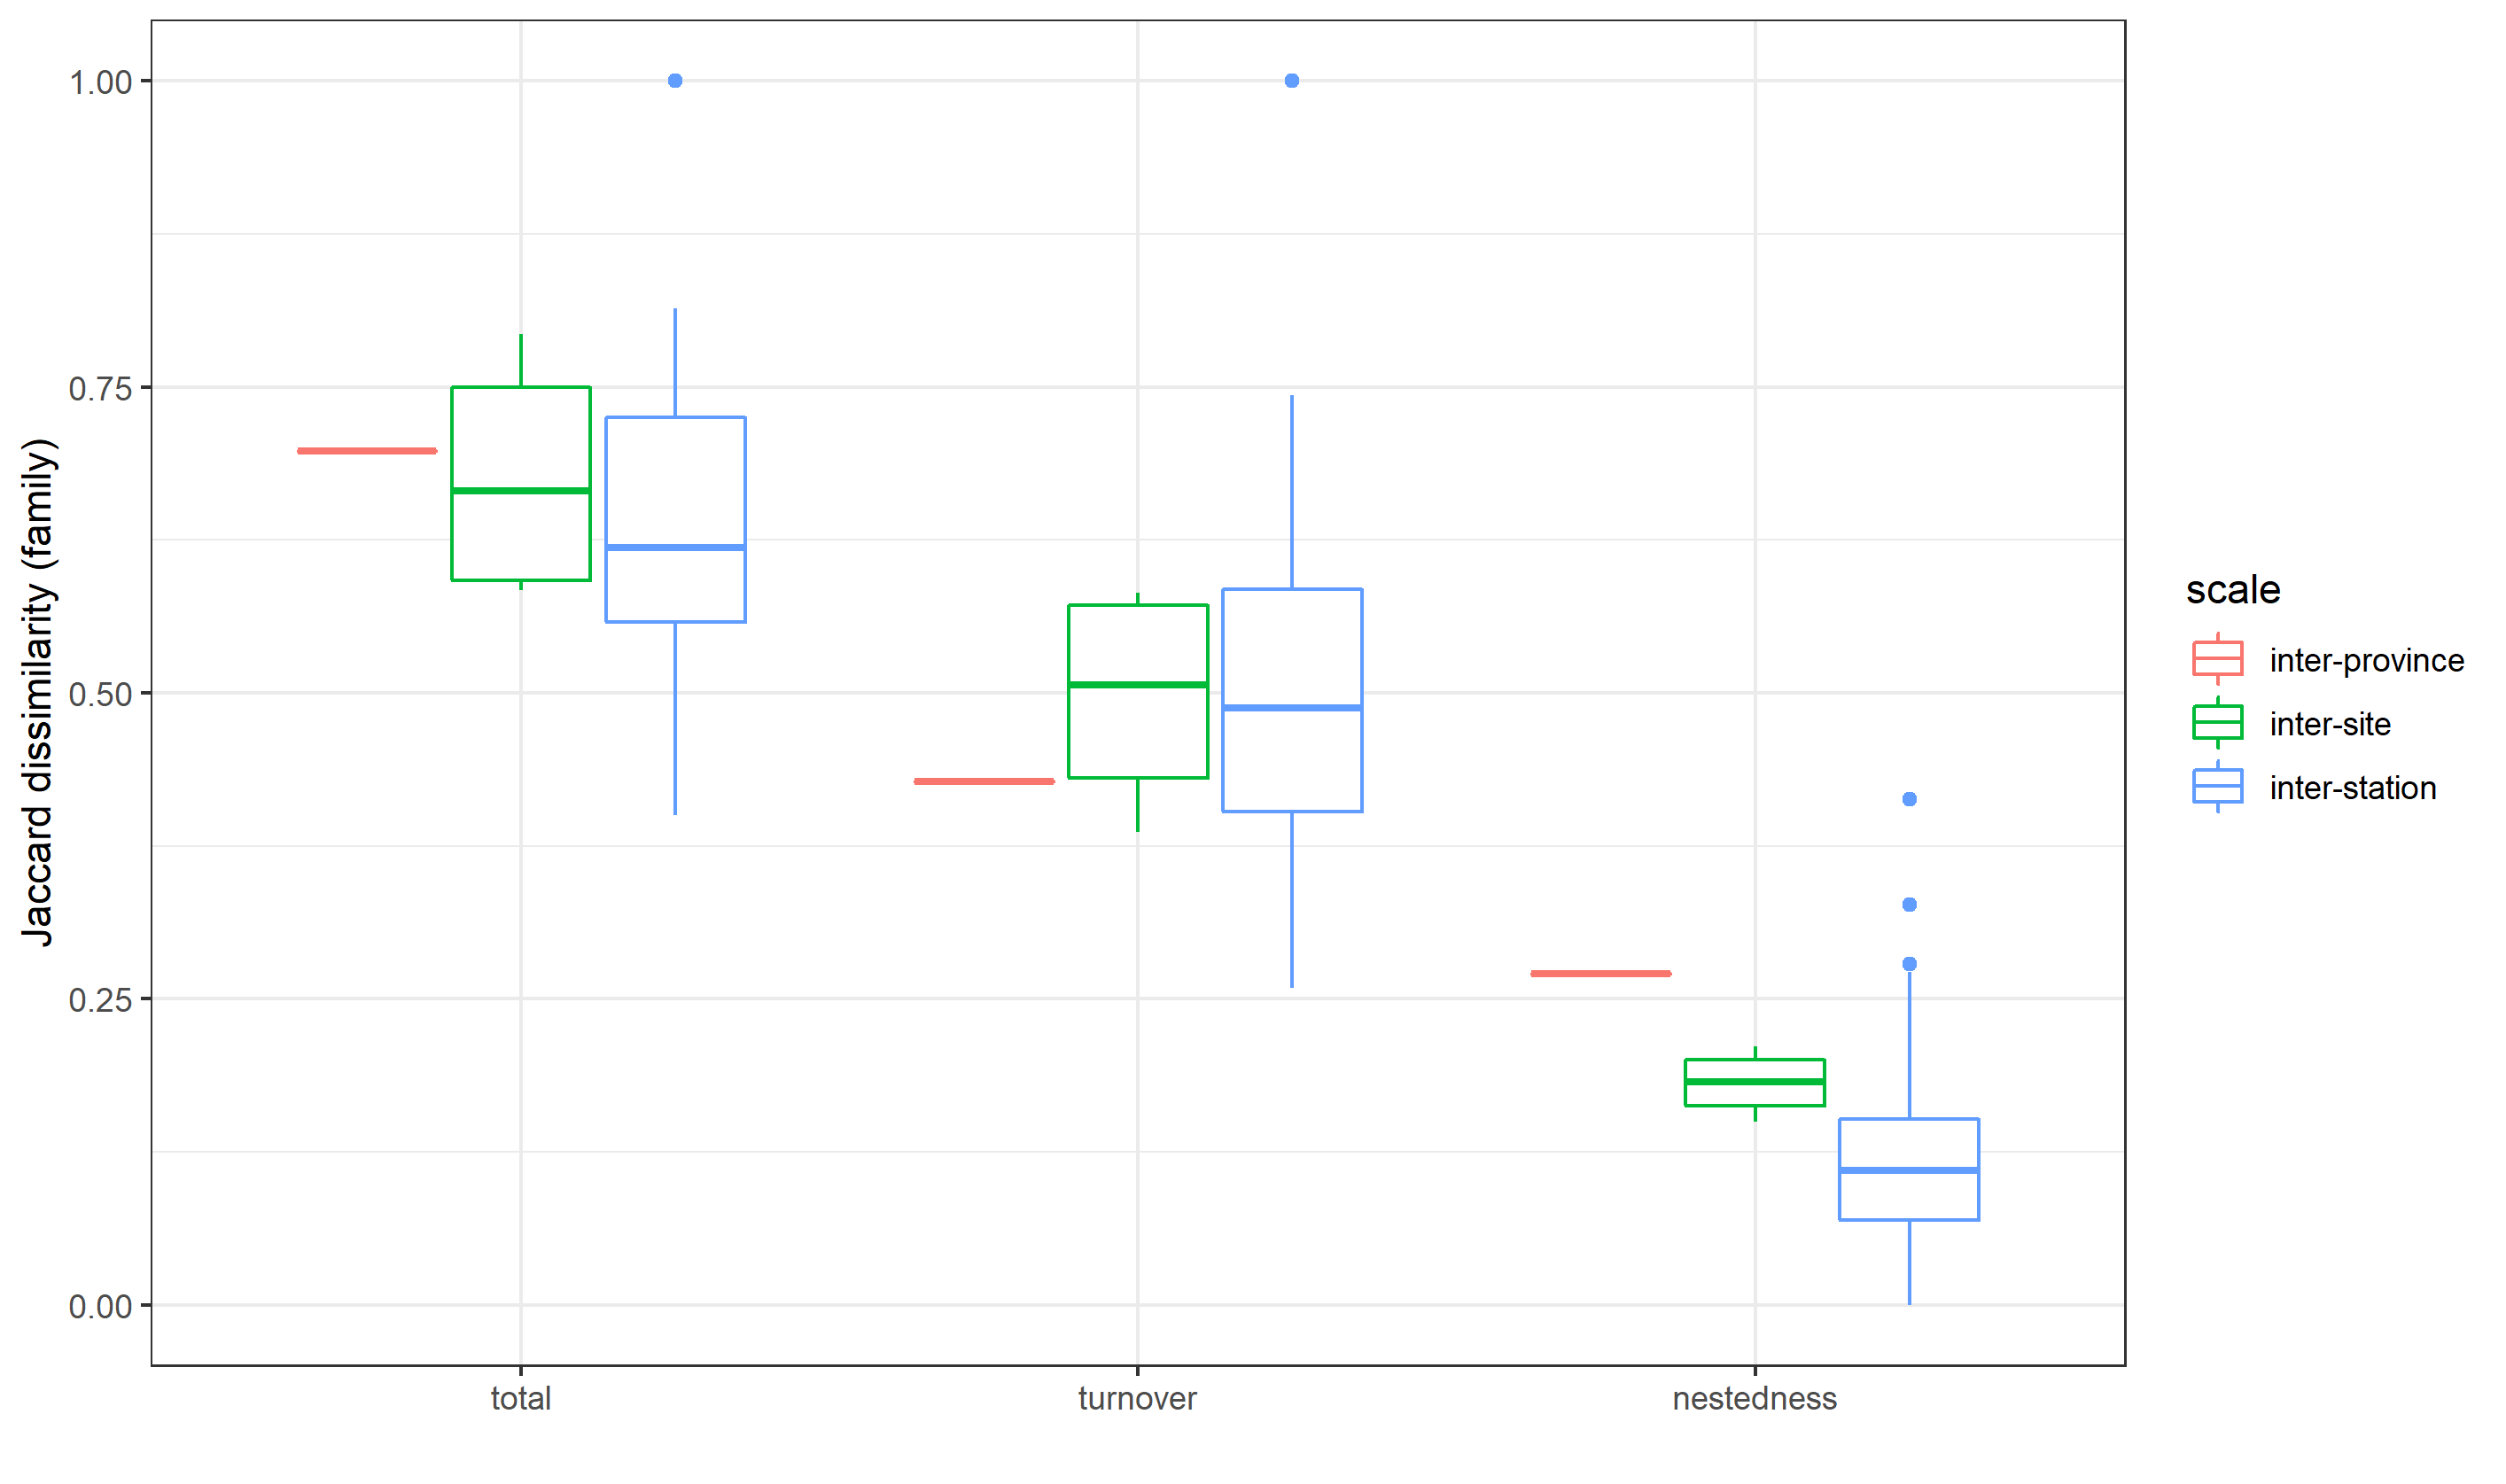 Jaccard dissimilarity (family)
1.00
0.75
0.50
0.25
0.00
total
turnover
nestedness
scale
inter-province
inter-site
inter-station